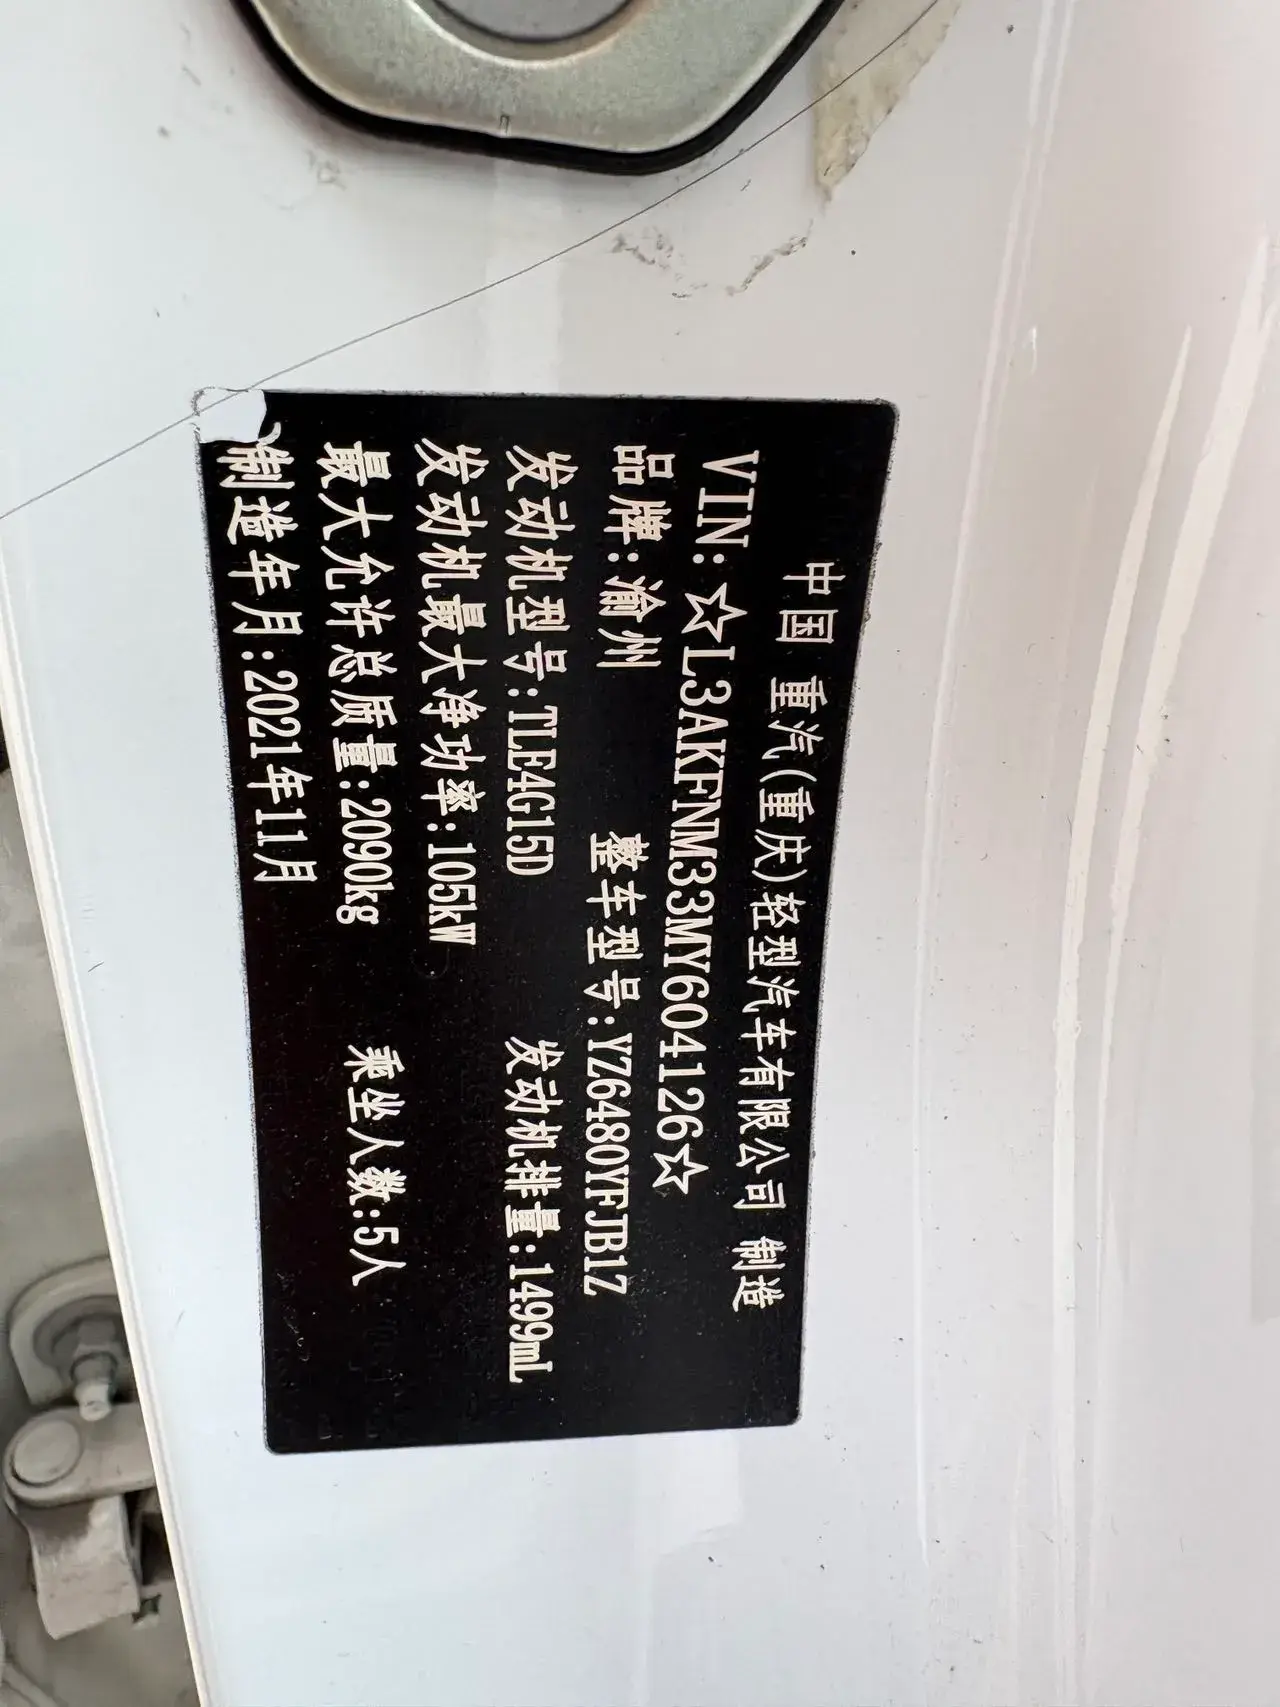 中国 重汽(重庆)轻型汽车有限公司 制造
VIN:☆L3AKFNM33MY604126☆
品牌:渝州 整车型号:YZ6480YFJB1Z
发动机型号:TLE4G15D 发动机排量:1499mL
发动机最大净功率:105kW
最大允许总质量:2090kg 乘坐人数:5人
制造年月:2021年11月